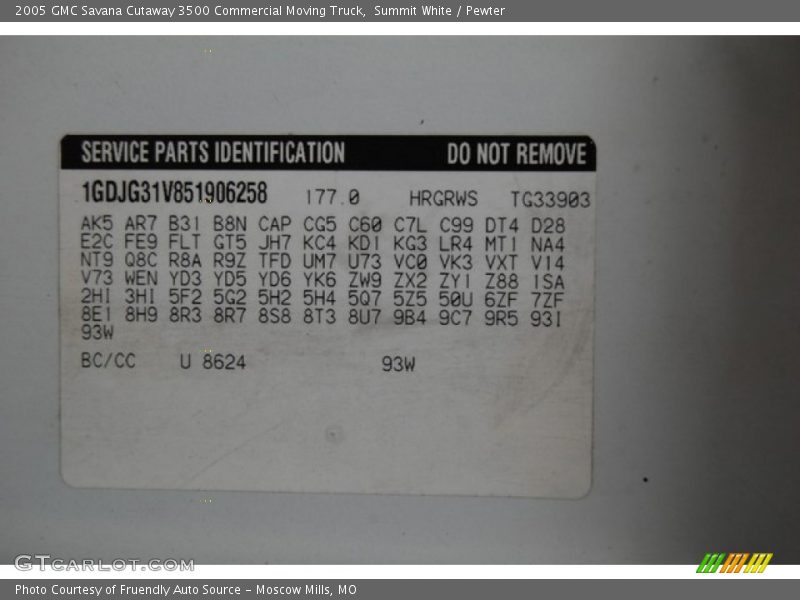 2005 GMC Savana Cutaway 3500 Commercial Moving Truck, Summit White / Pewter
SERVICE PARTS IDENTIFICATION DO NOT REMOVE
1GDJG31V851906258 177.0 HRGRWS TG33903
AK5 AR7 B31 B8N CAP CG5 C60 C7L C99 DT4 D28
E2C FE9 FLT GT5 JH7 KC4 KD1 KG3 LR4 MT1 NA4
NT9 Q8C R8A R9Z TFD UM7 U73 VC0 VK3 VXT V14
V73 WEN YD3 YD5 YD6 YK6 ZW9 ZX2 ZY1 Z88 1SA
2HI 3HI 5F2 5G2 5H2 5H4 5Q7 5Z5 50U 6ZF 7ZF
8E1 8H9 8R3 8R7 8S8 8T3 8U7 9B4 9C7 9R5 93I
93W
BC/CC U 8624 93W
GTCARLOT.COM
Photo Courtesy of Fruendly Auto Source – Moscow Mills, MO